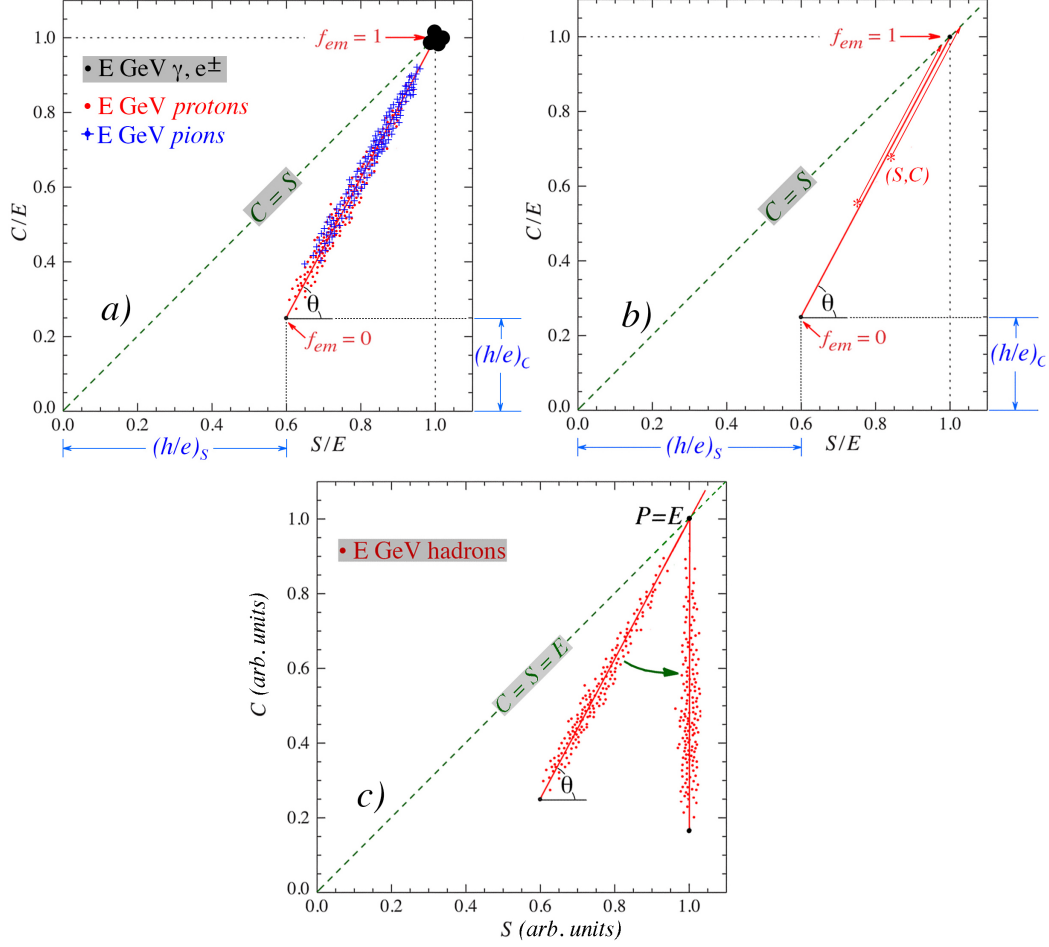 1.0
0.8
0.6
0.4
0.2
0.0
C/E
f_em = 1
• E GeV γ, e±
• E GeV protons
E GeV pions
C = S
a)
θ
f_em = 0
(h/e)_C
0.0 0.2 0.4 0.6 0.8 1.0
(h/e)_S
S/E
1.0
0.8
0.6
0.4
0.2
0.0
C/E
f_em = 1
(S,C)
C = S
b)
θ
f_em = 0
(h/e)_C
0.0 0.2 0.4 0.6 0.8 1.0
(h/e)_S
S/E
1.0
0.8
0.6
0.4
0.2
0.0
C (arb. units)
P=E
• E GeV hadrons
C = S = E
c)
θ
0.0 0.2 0.4 0.6 0.8 1.0
S (arb. units)